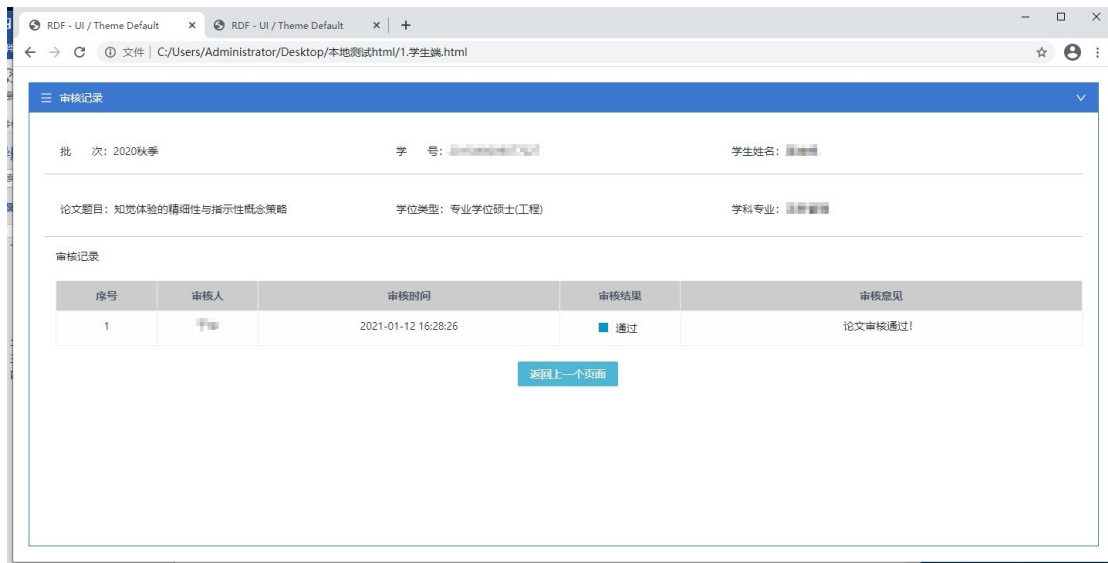 RDF - UI / Theme Default
RDF - UI / Theme Default
文件 | C:/Users/Administrator/Desktop/本地测试html/1.学生端.html
审核记录
批 次：2020秋季 学 号： 学生姓名：
论文题目：知觉体验的精细性与指示性概念策略 学位类型：专业学位硕士(工程) 学科专业：
审核记录
序号 审核人 审核时间 审核结果 审核意见
1 2021-01-12 16:28:26 通过 论文审核通过！
返回上一个页面